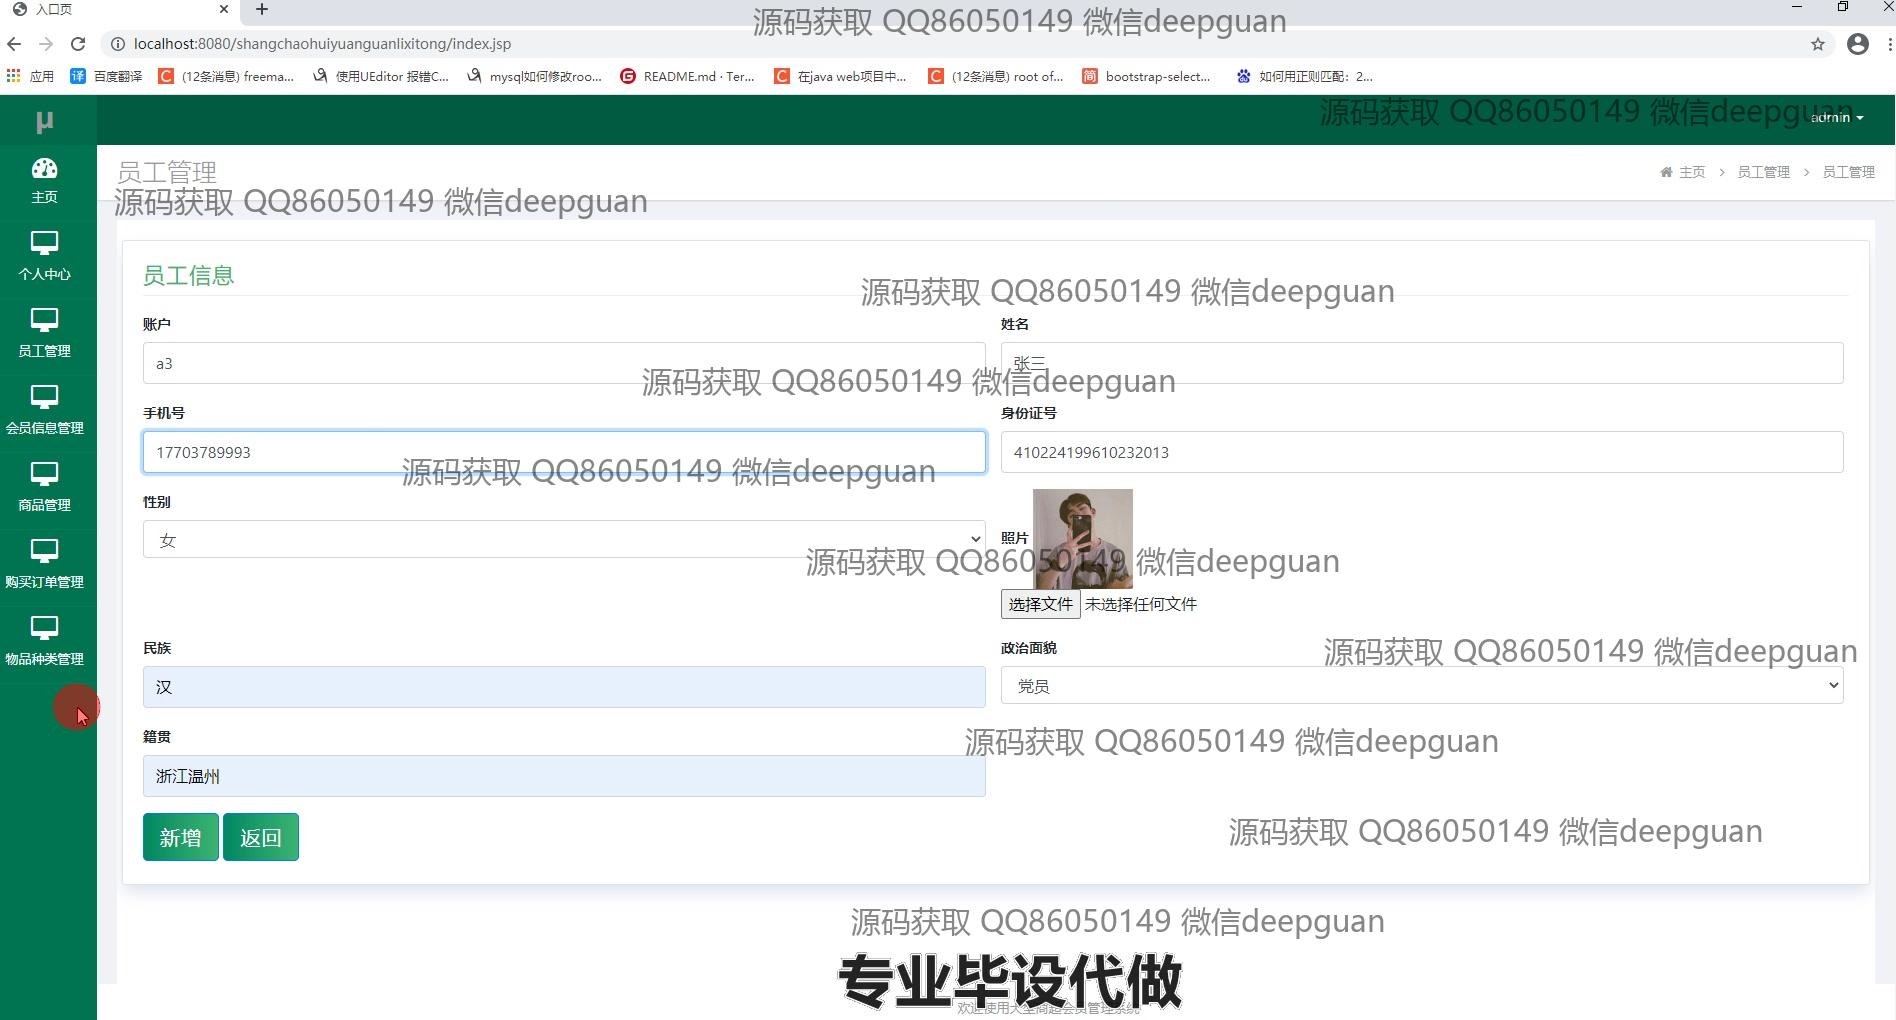 入口页
源码获取 QQ86050149 微信deepguan
localhost:8080/shangchaohuiyuanguanlixitong/index.jsp
应用 百度翻译 (12条消息) freema... 使用UEditor 报错C... mysql如何修改roo... README.md · Ter... 在java web项目中... (12条消息) root of... bootstrap-select... 如何用正则匹配：2...
μ
源码获取 QQ86050149 微信deepguan
admin
主页
个人中心
员工管理
会员信息管理
商品管理
购买订单管理
物品种类管理
员工管理
主页 > 员工管理 > 员工管理
源码获取 QQ86050149 微信deepguan
员工信息
源码获取 QQ86050149 微信deepguan
账户
姓名
a3
张三
源码获取 QQ86050149 微信deepguan
手机号
身份证号
17703789993
410224199610232013
源码获取 QQ86050149 微信deepguan
性别
女
照片
源码获取 QQ86050149 微信deepguan
选择文件 未选择任何文件
民族
政治面貌
源码获取 QQ86050149 微信deepguan
汉
党员
籍贯
源码获取 QQ86050149 微信deepguan
浙江温州
新增
返回
源码获取 QQ86050149 微信deepguan
源码获取 QQ86050149 微信deepguan
专业毕设代做
欢迎使用大型商超会员管理系统